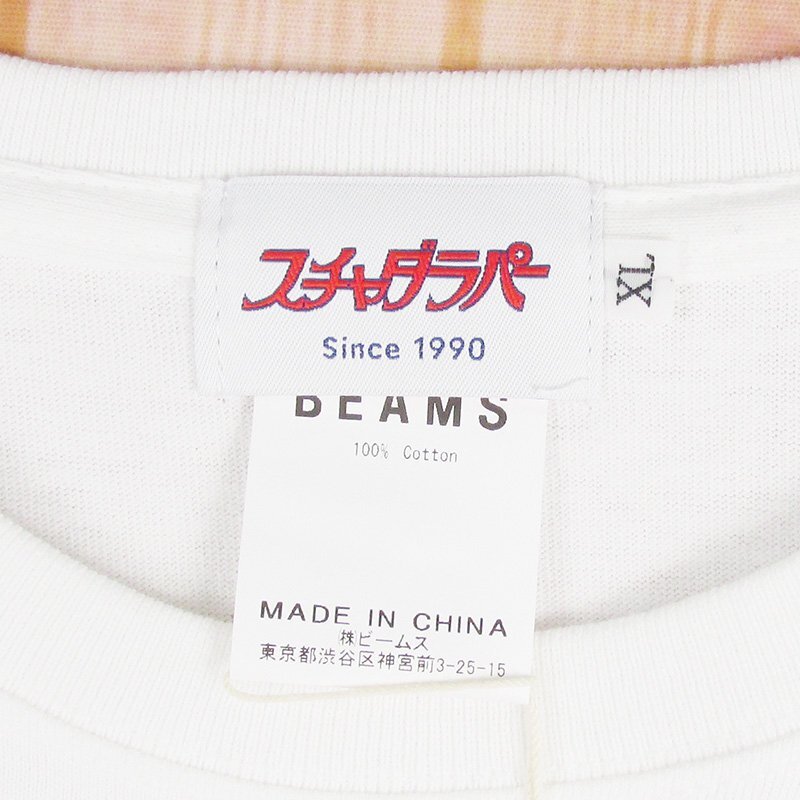 スチャダラパー
Since 1990
XL
BEAMS
100% Cotton
MADE IN CHINA
㈱ビームス
東京都渋谷区神宮前3-25-15